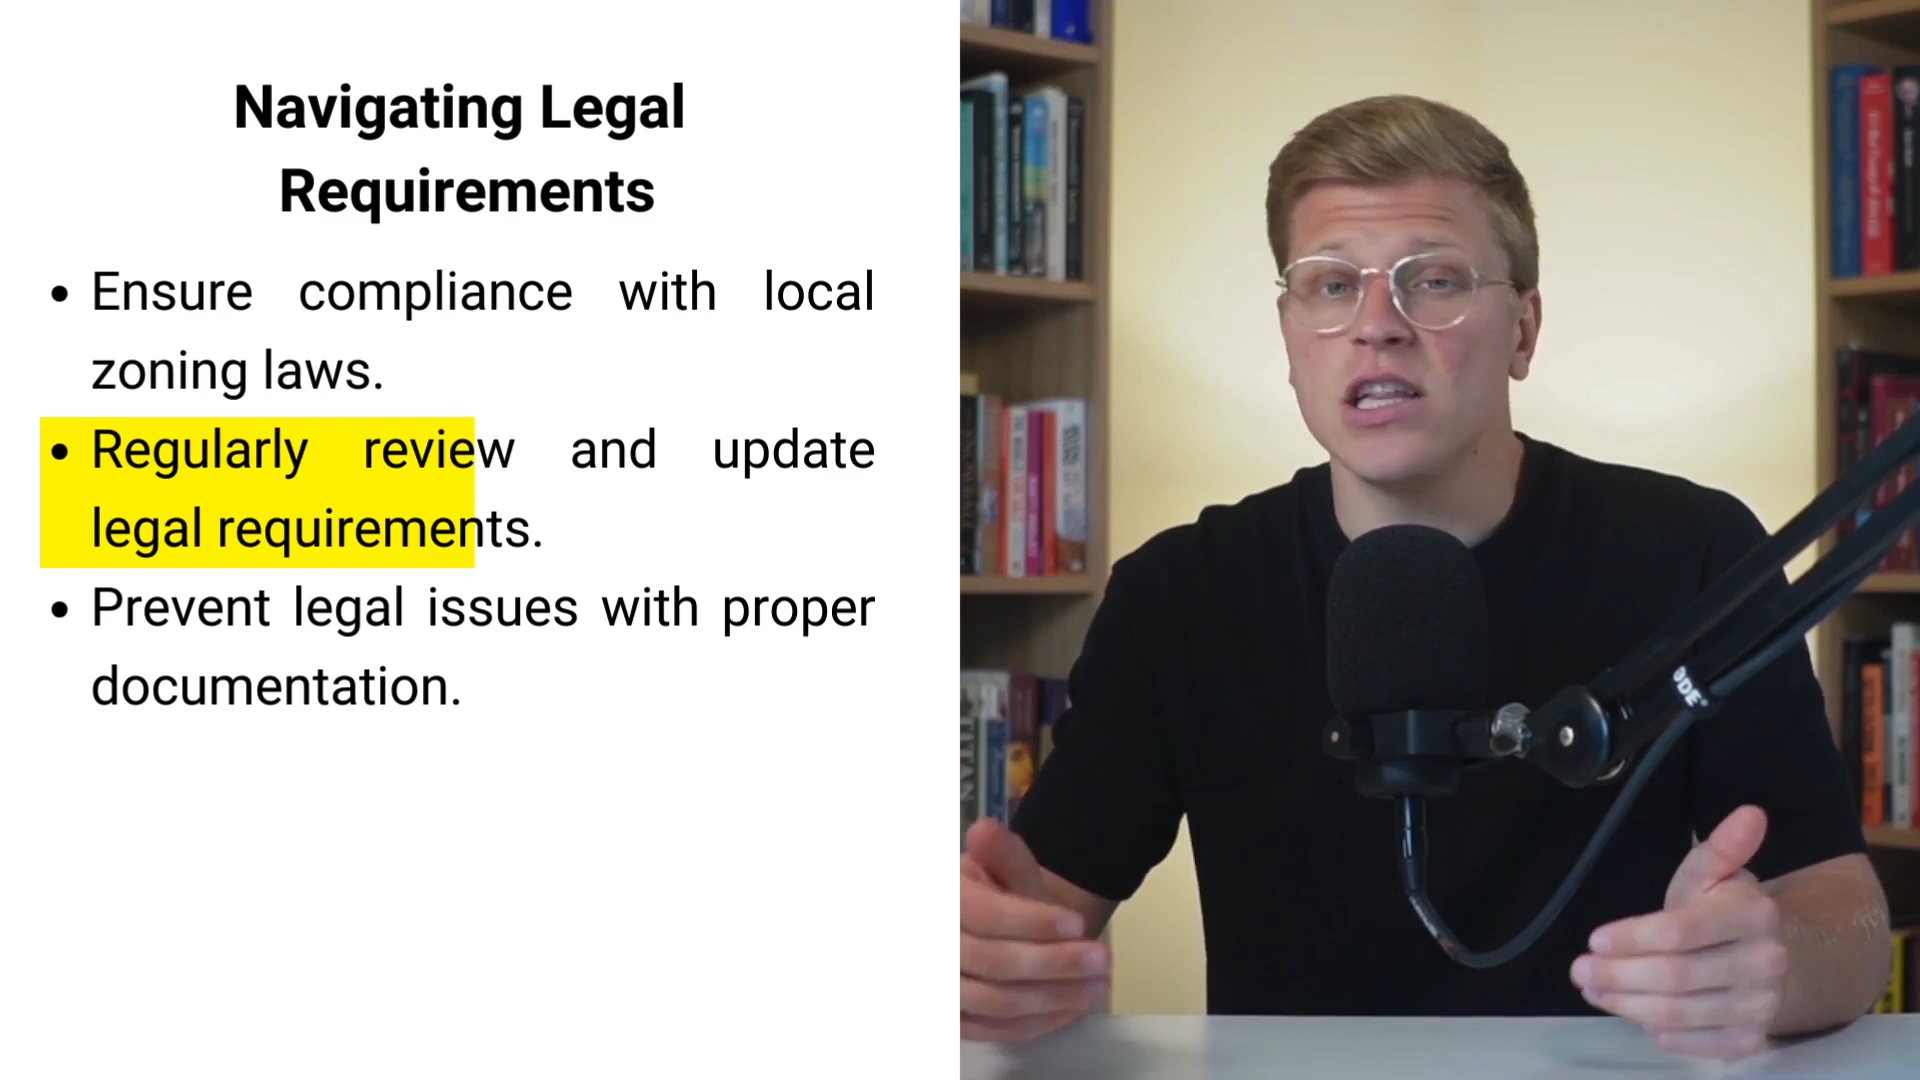 Navigating Legal
Requirements
• Ensure compliance with local
zoning laws.
• Regularly review and update
legal requirements.
• Prevent legal issues with proper
documentation.